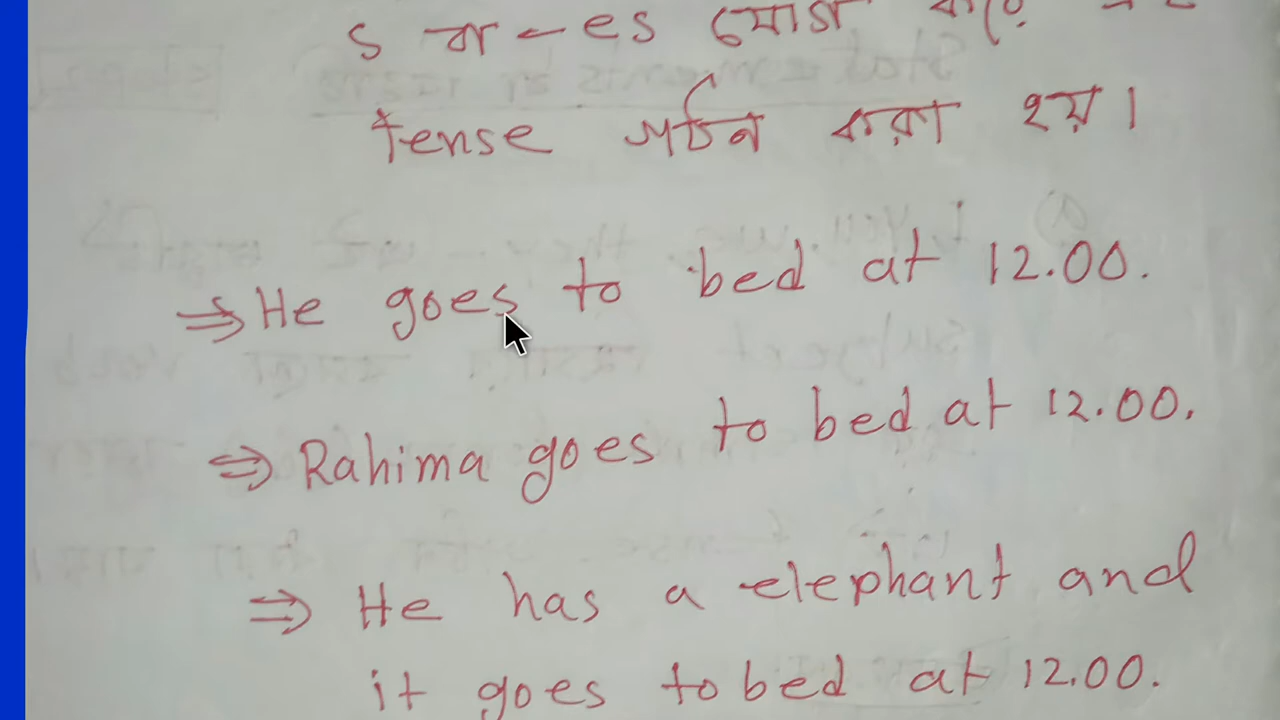 s বা -es যোগ করে
tense গঠন করা হয়।
⇒ He goes to bed at 12.00.
⇒ Rahima goes to bed at 12.00.
⇒ He has a elephant and
it goes to bed at 12.00.